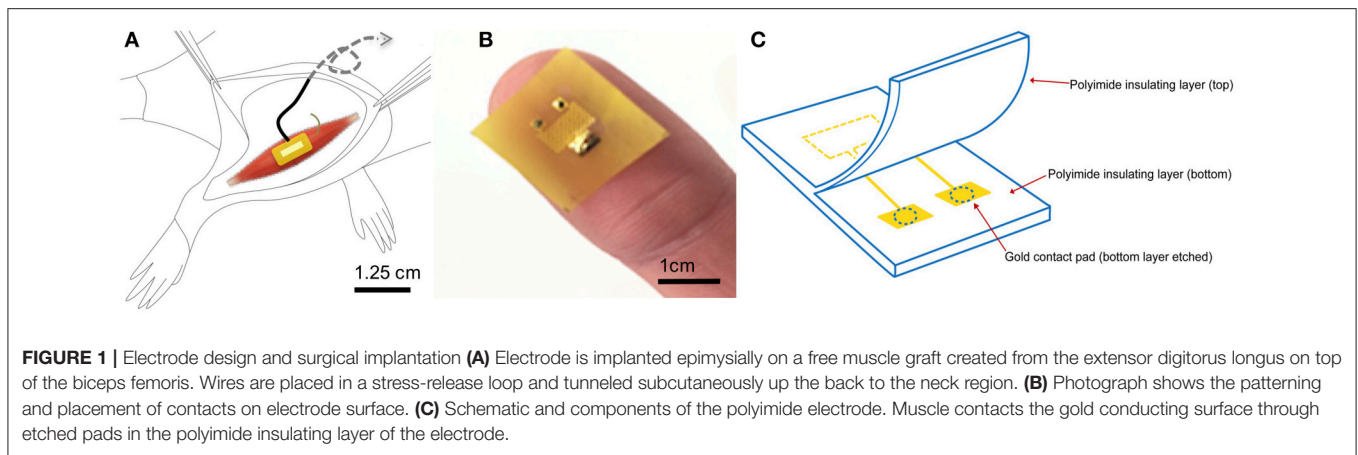 A
B
C
Polyimide insulating layer (top)
Polyimide insulating layer (bottom)
Gold contact pad (bottom layer etched)
1.25 cm
1cm
FIGURE 1 | Electrode design and surgical implantation (A) Electrode is implanted epimysially on a free muscle graft created from the extensor digitorus longus on top
of the biceps femoris. Wires are placed in a stress-release loop and tunneled subcutaneously up the back to the neck region. (B) Photograph shows the patterning
and placement of contacts on electrode surface. (C) Schematic and components of the polyimide electrode. Muscle contacts the gold conducting surface through
etched pads in the polyimide insulating layer of the electrode.